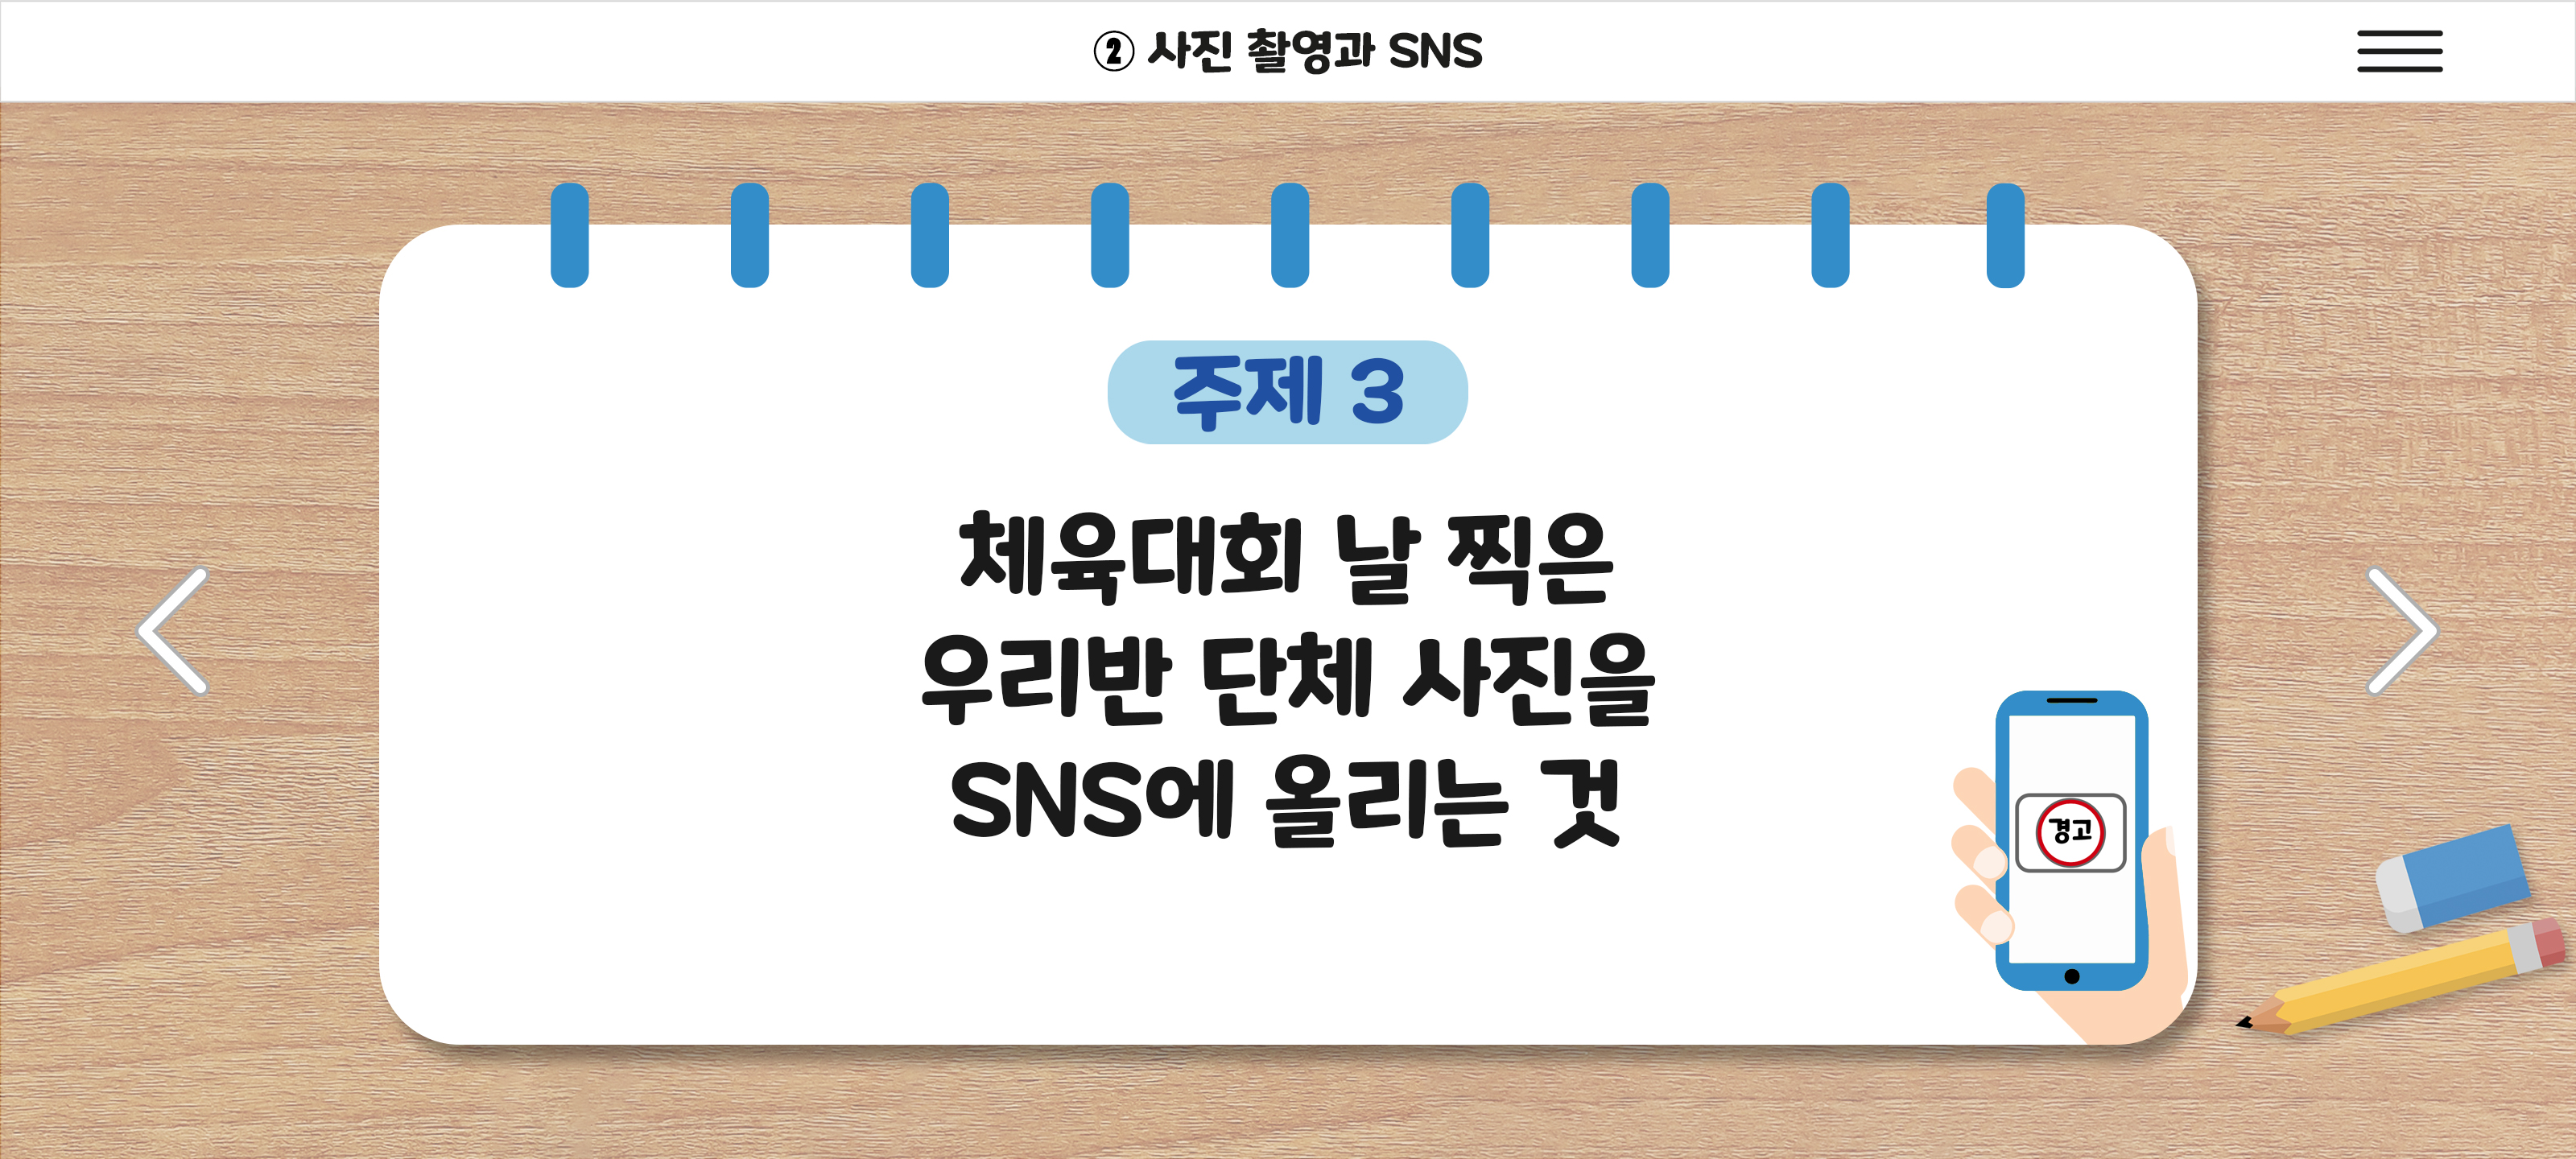 ② 사진 촬영과 SNS
주제 3
체육대회 날 찍은
우리반 단체 사진을
SNS에 올리는 것
경고